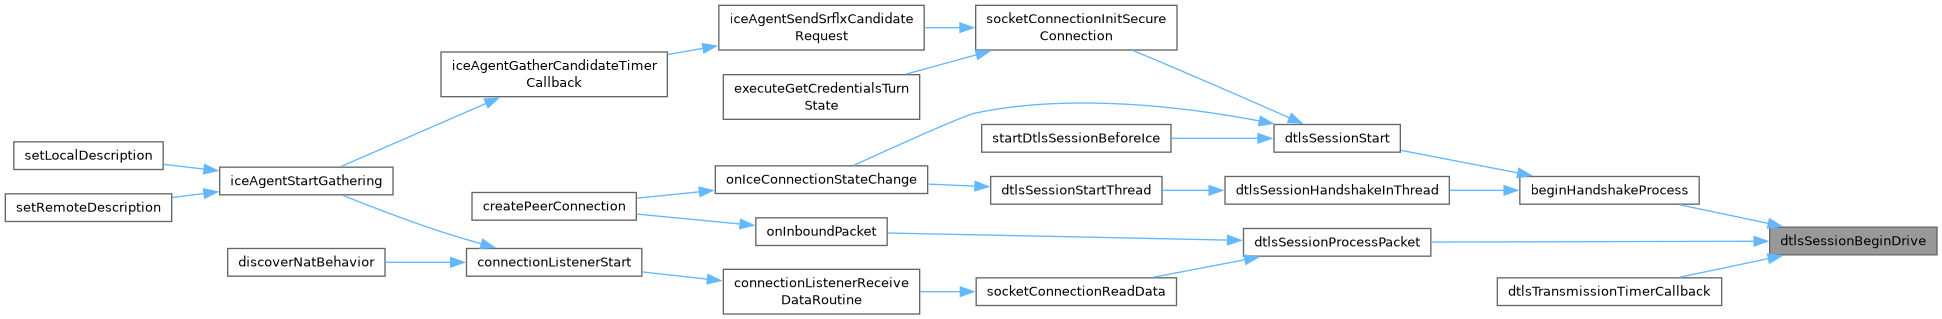 iceAgentSendSrflxCandidate
Request
socketConnectionInitSecure
Connection
iceAgentGatherCandidateTimer
Callback
executeGetCredentialsTurn
State
setLocalDescription
startDtlsSessionBeforeIce
dtlsSessionStart
iceAgentStartGathering
onIceConnectionStateChange
dtlsSessionStartThread
dtlsSessionHandshakeInThread
beginHandshakeProcess
setRemoteDescription
createPeerConnection
onInboundPacket
dtlsSessionProcessPacket
dtlsSessionBeginDrive
discoverNatBehavior
connectionListenerStart
connectionListenerReceive
DataRoutine
socketConnectionReadData
dtlsTransmissionTimerCallback